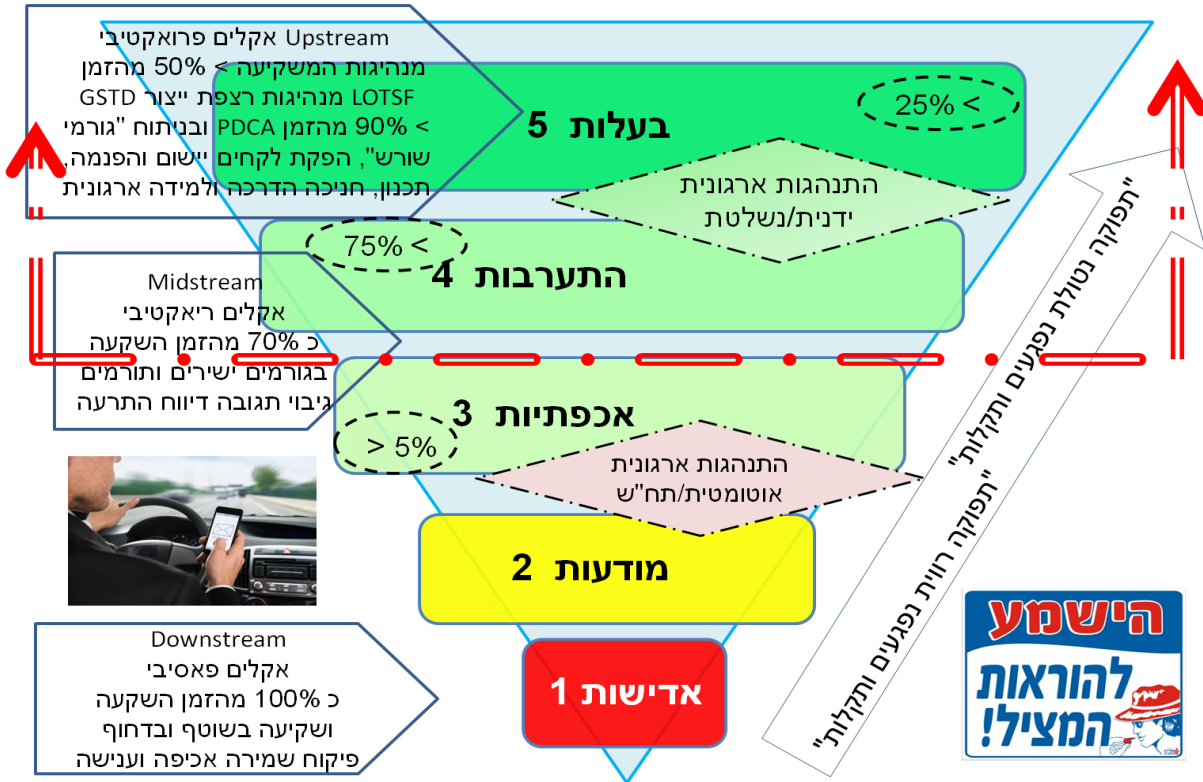 Upstream אקלים פרואקטיבי
מנהיגות המשקיעה > 50% מהזמן
LOTSF מנהיגות רצפת ייצור GSTD
> 90% מהזמן PDCA ובניתוח "גורמי
שורש", הפקת לקחים יישום והפנמה,
תכנון, חניכה הדרכה ולמידה ארגונית
5 בעלות
25% >
התנהגות ארגונית
ידנית/נשלטת
75% <
4 התערבות
Midstream
אקלים ריאקטיבי
כ 70% מהזמן השקעה
בגורמים ישירים ותורמים
גיבוי תגובה דיווח התרעה
3 אכפתיות
> 5%
התנהגות ארגונית
אוטומטית/תח"ש
2 מודעות
Downstream
אקלים פאסיבי
כ 100% מהזמן השקעה
ושקיעה בשוטף ובדחוף
פיקוח שמירה אכיפה וענישה
1 אדישות
"תפוקה נטולת נפגעים ותקלות"
"תפוקה רווית נפגעים ותקלות"
הישמע
להוראות
המציל!